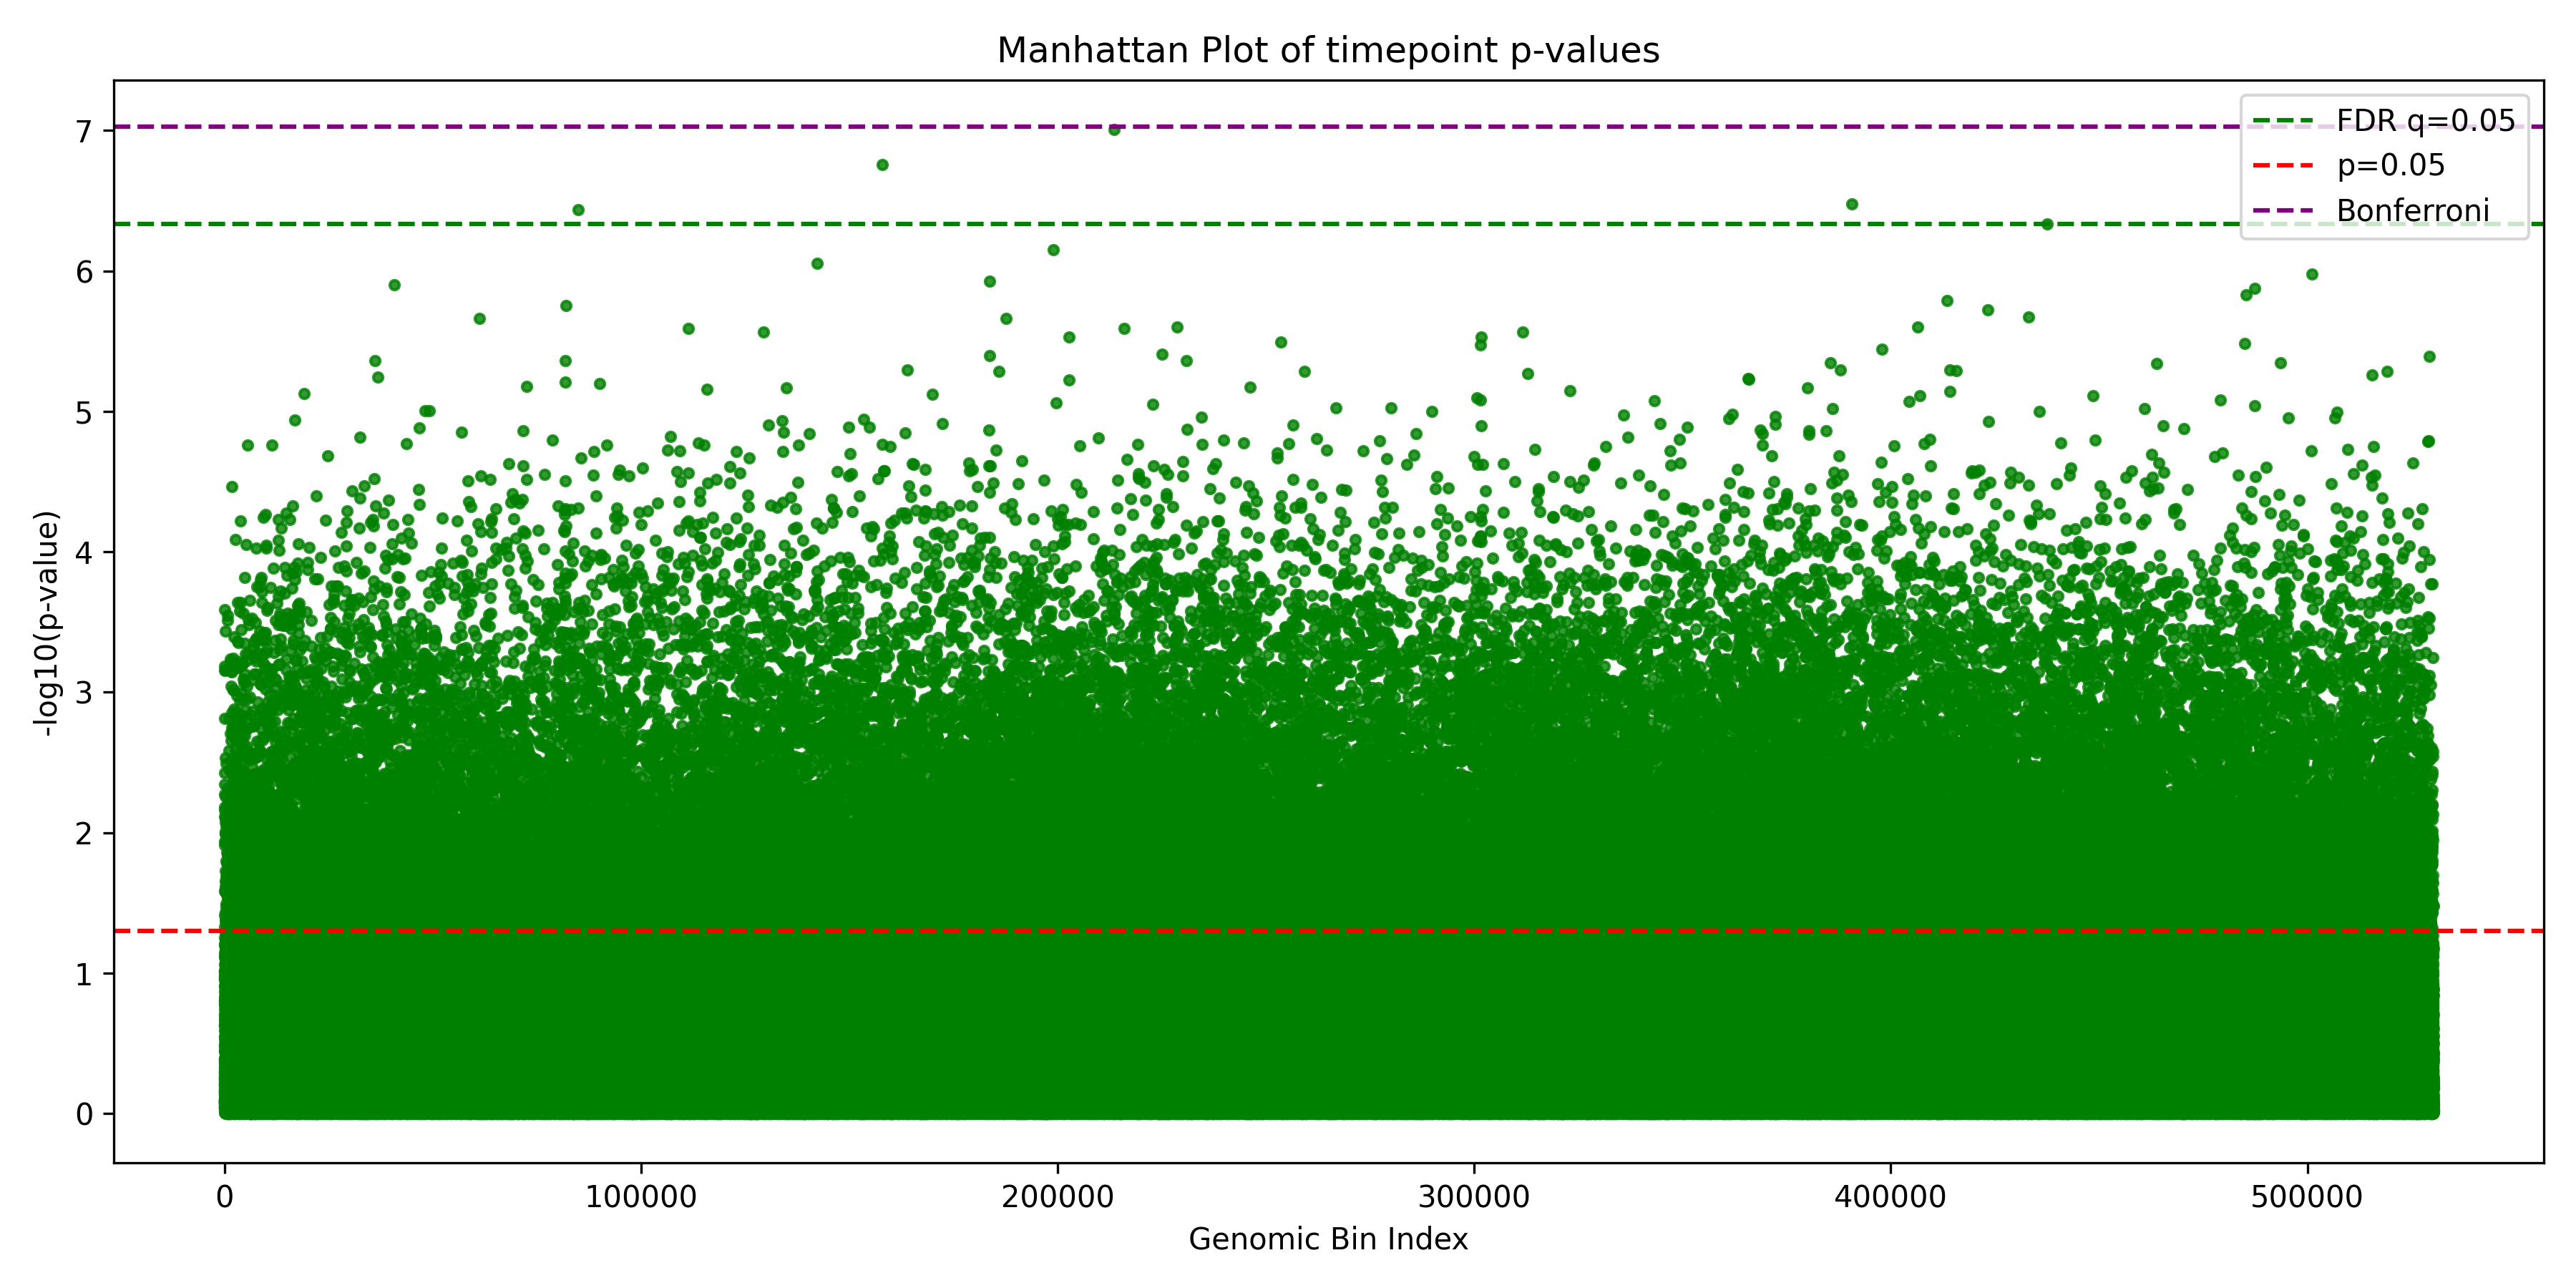 Manhattan Plot of timepoint p-values
7
6
5
4
3
2
1
0
-log10(p-value)
FDR q=0.05
p=0.05
Bonferroni
0
100000
200000
300000
400000
500000
Genomic Bin Index